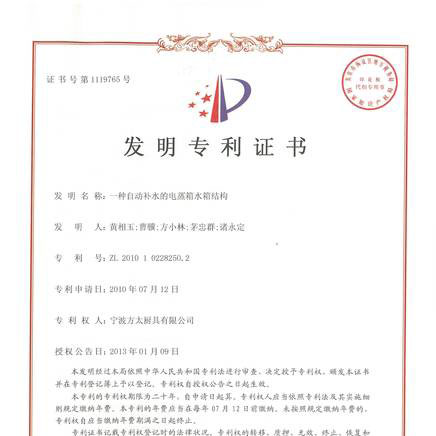 证书号第1119765号
印花税
代扣专用章
发明专利证书
发明名称:一种自动补水的电蒸箱水箱结构
发明人:黄相玉;曹骥;方小林;茅忠群;诸永定
专利号:ZL 2010 1 0228250.2
专利申请日:2010年07月12日
专利权人:宁波方太厨具有限公司
授权公告日:2013年01月09日
本发明经过本局依照中华人民共和国专利法进行审查,决定授予专利权,颁发本证书
并在专利登记簿上予以登记。专利权自授权公告之日起生效。
本专利的专利权期限为二十年,自申请日起算。专利权人应当依照专利法及其实施细
则规定缴纳年费。本专利的年费应当在每年07月12日前缴纳。未按照规定缴纳年费的,
专利权自应当缴纳年费期满之日起终止。
专利证书记载专利权登记时的法律状况。专利权的转移、质押、无效、终止、恢复和